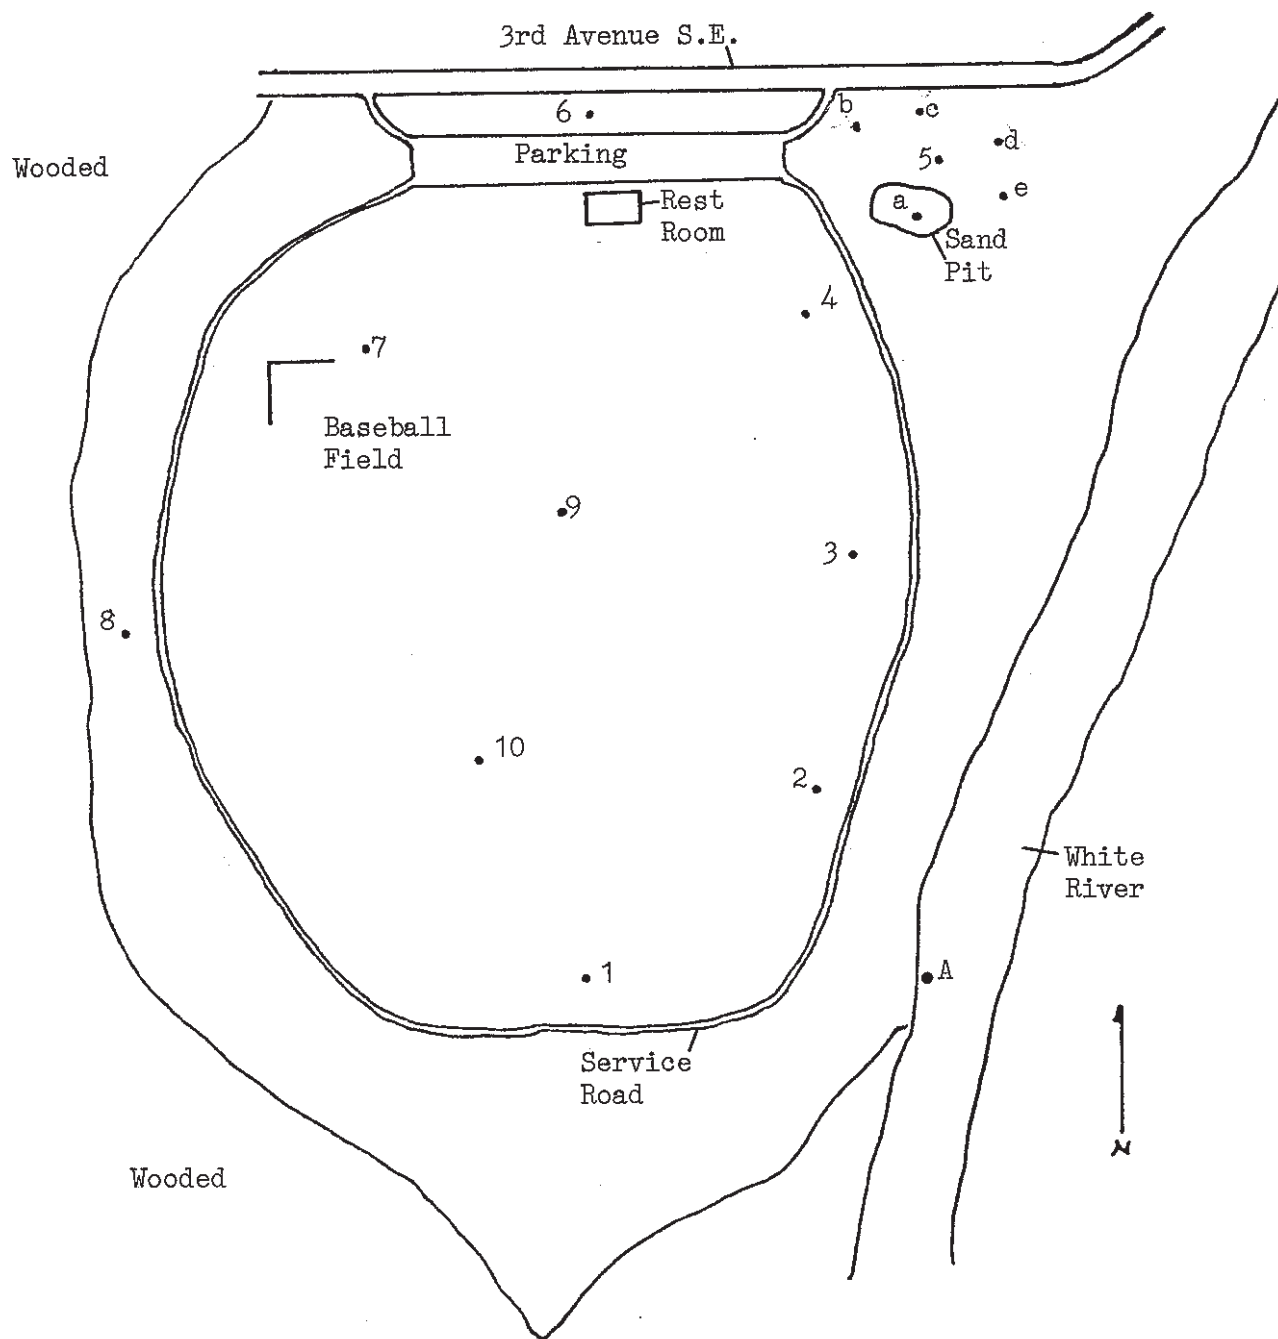 3rd Avenue S.E.
6
b
c
Wooded
Parking
5
d
Rest
Room
a
e
Sand
Pit
4
7
Baseball
Field
9
3
8
10
2
White
River
1
A
Service
Road
N
Wooded